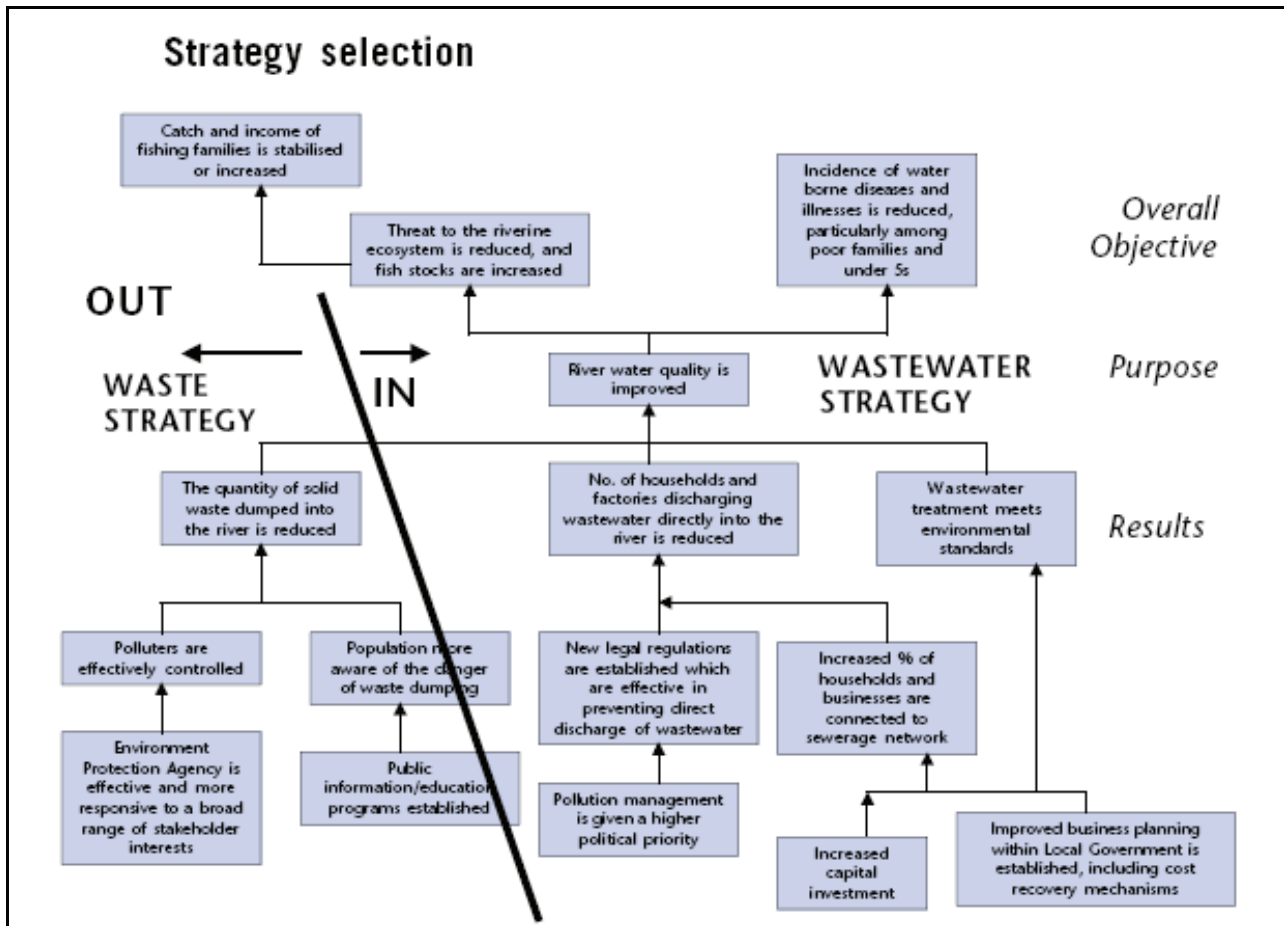 Strategy selection
Catch and income of
fishing families is stabilised
or increased
Threat to the riverine
ecosystem is reduced, and
fish stocks are increased
Incidence of water
borne diseases and
illnesses is reduced,
particularly among
poor families and
under 5s
Overall
Objective
OUT
IN
WASTE
STRATEGY
River water quality is
improved
WASTEWATER
STRATEGY
Purpose
The quantity of solid
waste dumped into
the river is reduced
No. of households and
factories discharging
wastewater directly into the
river is reduced
Wastewater
treatment meets
environmental
standards
Results
Polluters are
effectively controlled
Population more
aware of the danger
of waste dumping
New legal regulations
are established which
are effective in
preventing direct
discharge of wastewater
Increased % of
households and
businesses are
connected to
sewerage network
Environment
Protection Agency is
effective and more
responsive to a broad
range of stakeholder
interests
Public
information/education
programs established
Pollution management
is given a higher
political priority
Increased
capital
investment
Improved business planning
within Local Government is
established, including cost
recovery mechanisms